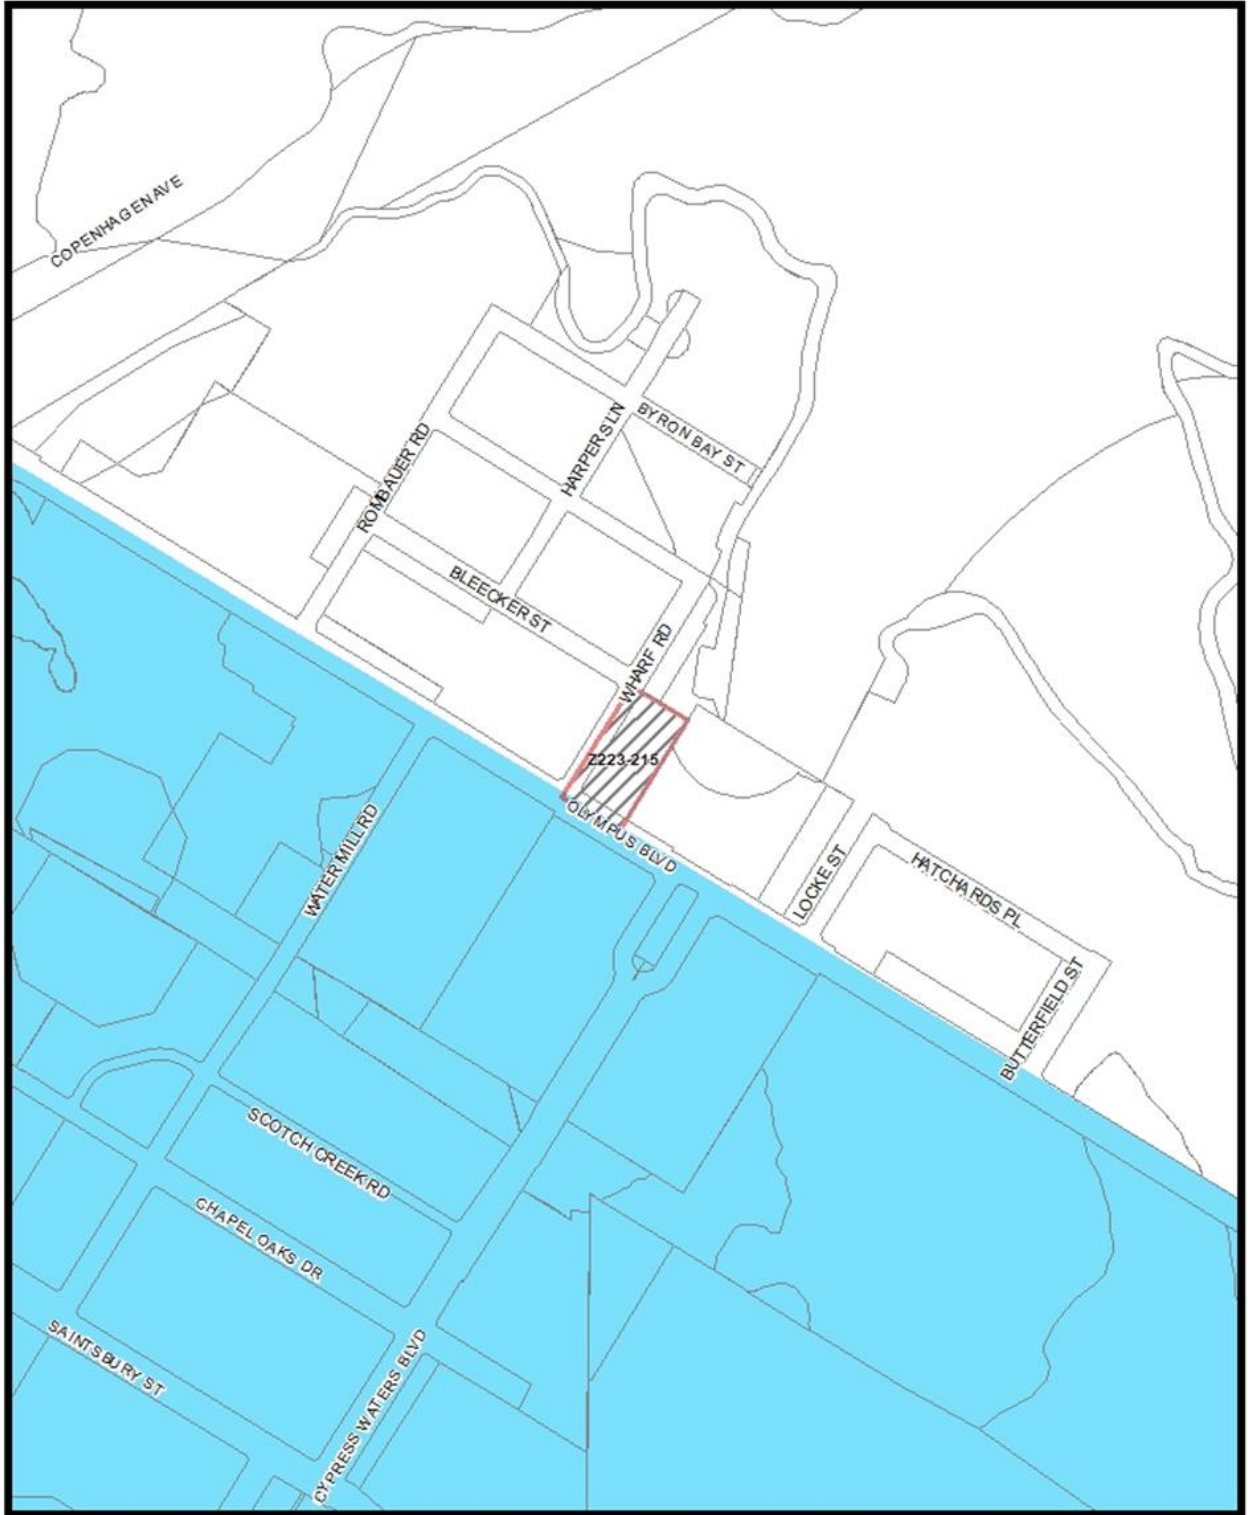 COPENHAGEN AVE
BYRON BAY ST
HARPERS LN
ROMBAUER RD
BLEECKER ST
WHARF RD
Z223-215
OLYMPUS BLVD
WATER MILL RD
LOCKE ST
HATCHARDS PL
BUTTERFIELD ST
SCOTCH CREEK RD
CHAPEL OAKS DR
SAINTSBURY ST
CYPRESS WATERS BLVD